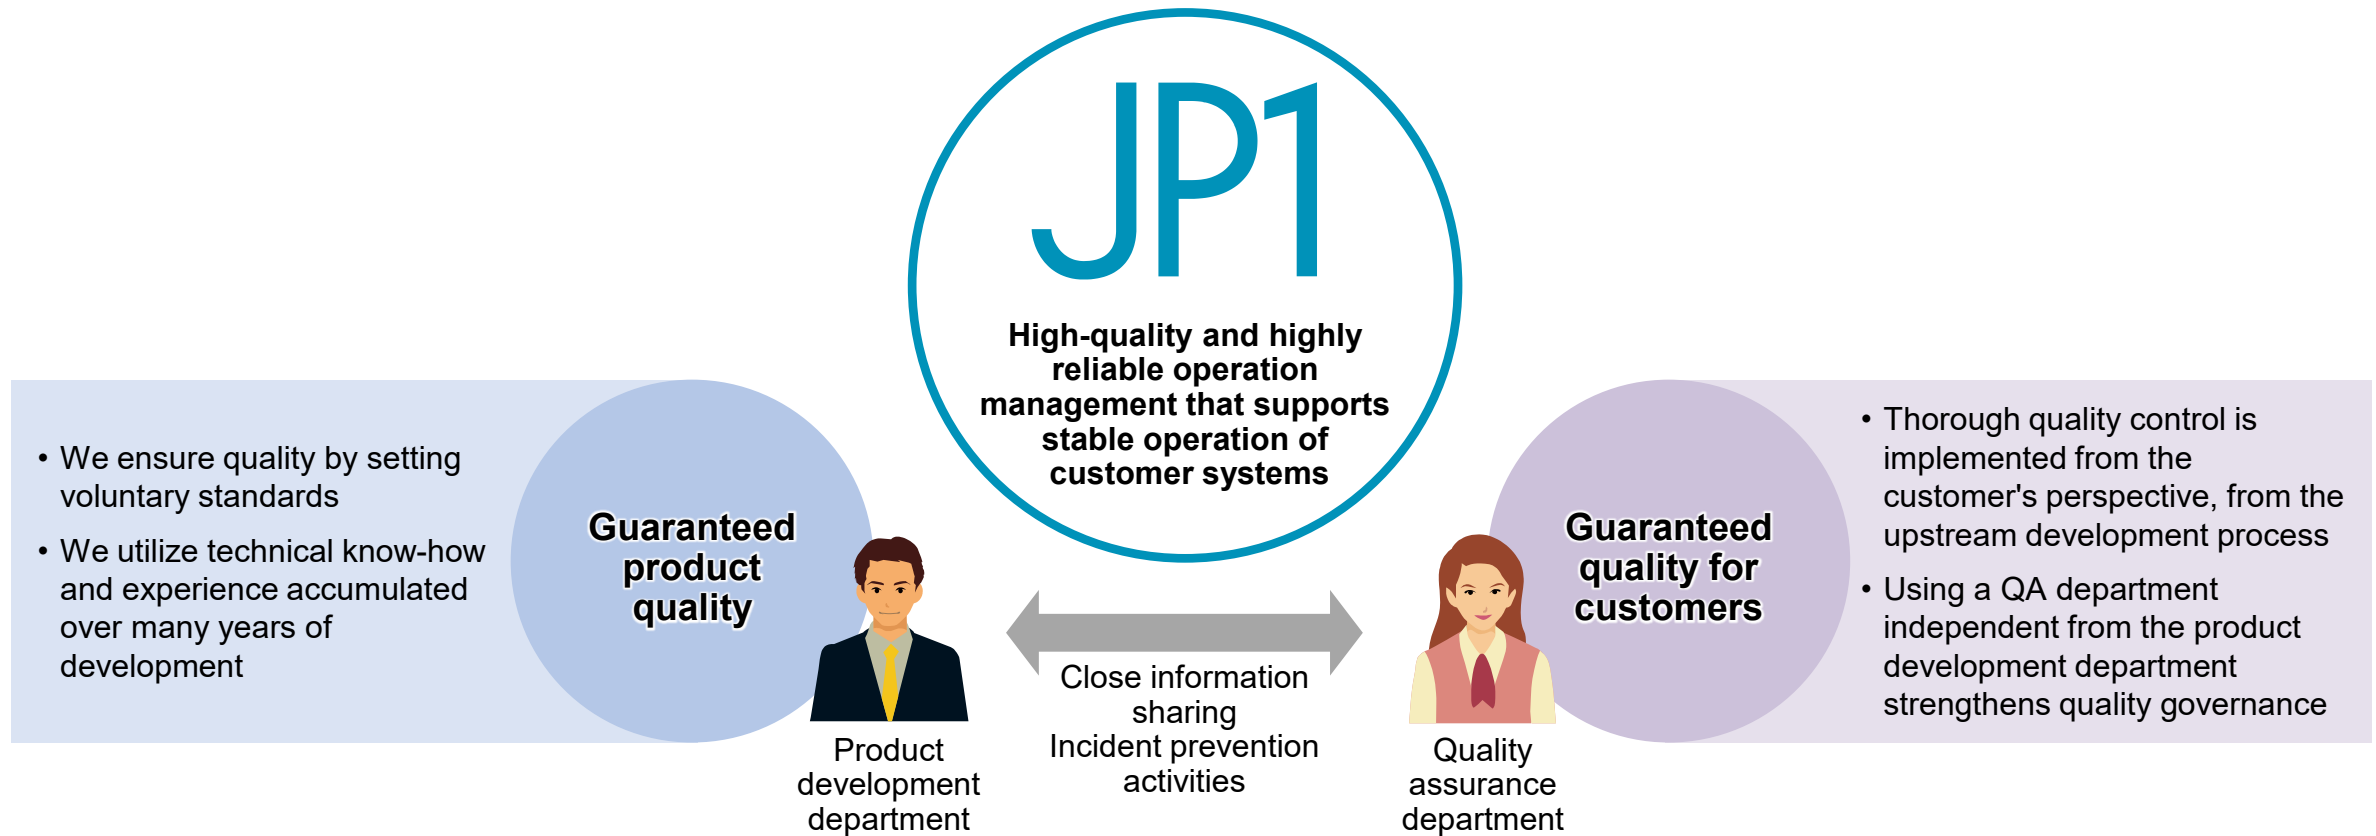 JP1
High-quality and highly
reliable operation
management that supports
stable operation of
customer systems
• We ensure quality by setting
voluntary standards
• We utilize technical know-how
and experience accumulated
over many years of
development
Guaranteed
product
quality
Product
development
department
Close information
sharing
Incident prevention
activities
Quality
assurance
department
Guaranteed
quality for
customers
• Thorough quality control is
implemented from the
customer's perspective, from the
upstream development process
• Using a QA department
independent from the product
development department
strengthens quality governance